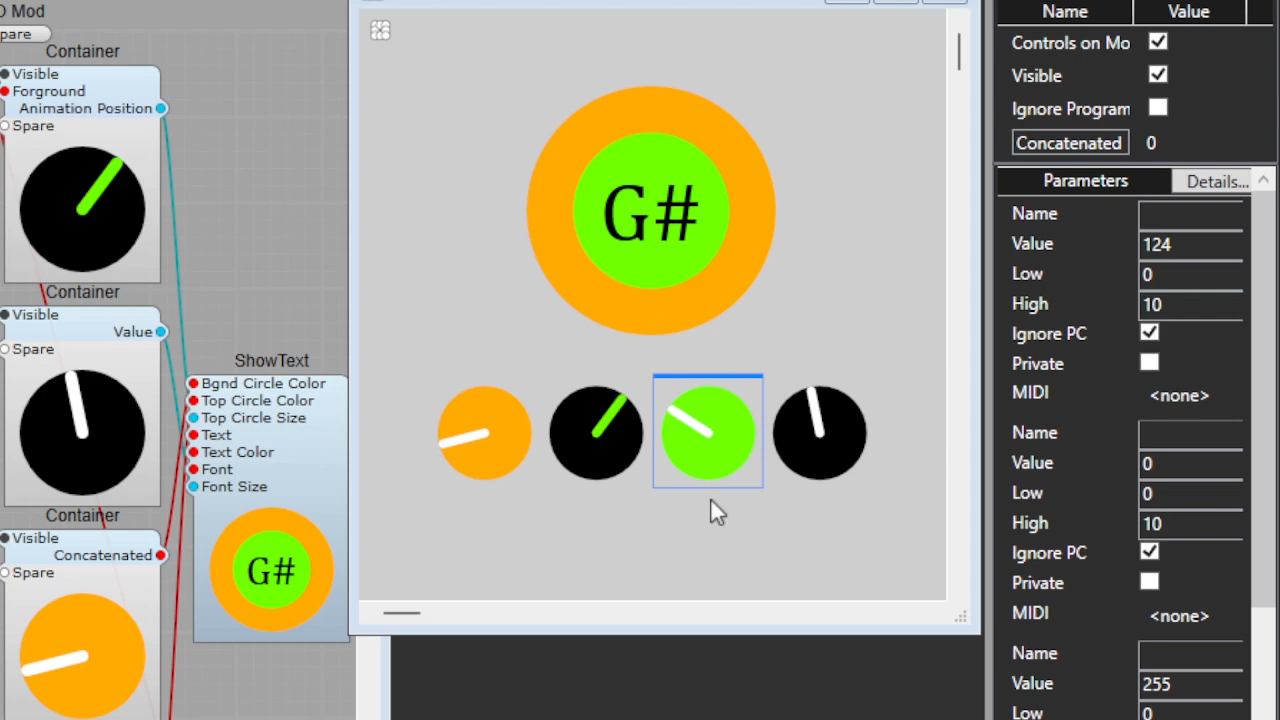 D Mod
pare
Container
Visible
Forground
Animation Position
Spare
Container
Visible
Value
Spare
Container
Visible
Concatenated
Spare
ShowText
Bgnd Circle Color
Top Circle Color
Top Circle Size
Text
Text Color
Font
Font Size
G#
G#
Name Value
Controls on Mo
Visible
Ignore Program
Concatenated 0
Parameters Details...
Name
Value 124
Low 0
High 10
Ignore PC
Private
MIDI <none>
Name
Value 0
Low 0
High 10
Ignore PC
Private
MIDI <none>
Name
Value 255
Low 0